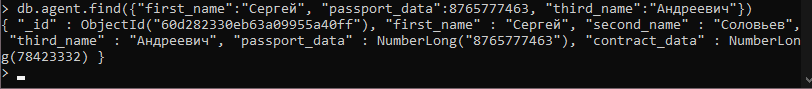 > db.agent.find({"first_name":"Сергей", "passport_data":8765777463, "third_name":"Андреевич"})
{ "_id" : ObjectId("60d282330eb63a09955a40ff"), "first_name" : "Сергей", "second_name" : "Соловьев",
"third_name" : "Андреевич", "passport_data" : NumberLong("8765777463"), "contract_data" : NumberLon
g(78423332) }
>